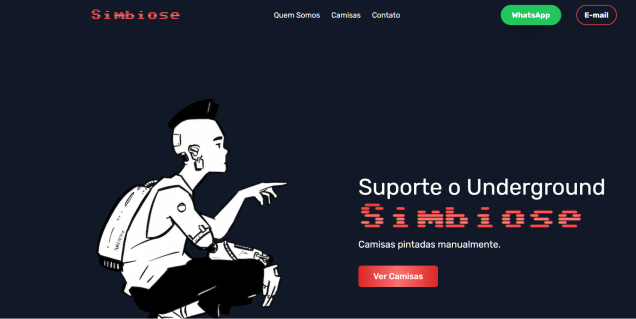 Simbiose
Quem Somos Camisas Contato
WhatsApp
E-mail
Suporte o Underground
Simbiose
Camisas pintadas manualmente.
Ver Camisas